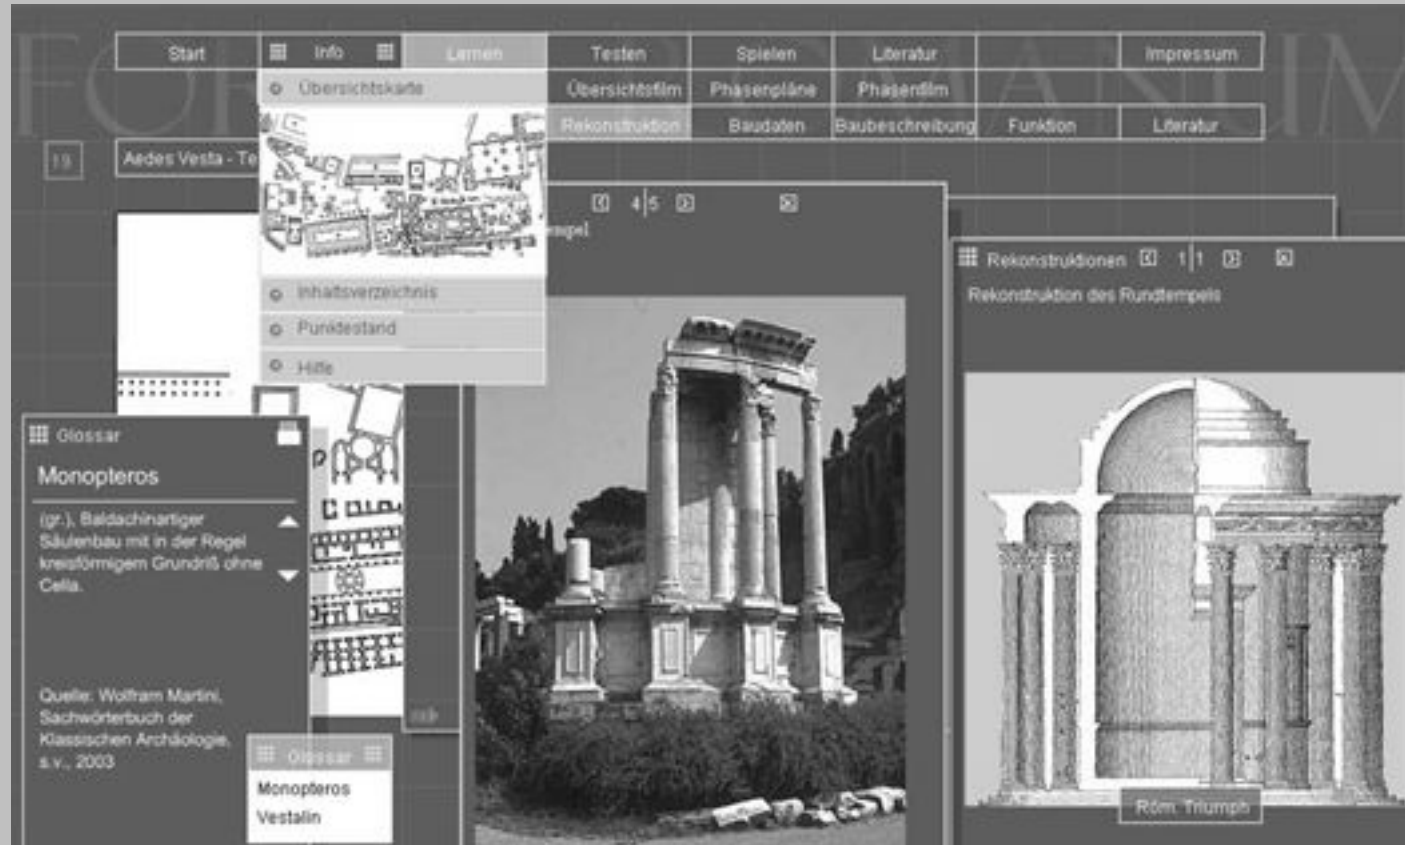 FORUM ROMANUM
Start
Info
Lernen
Testen
Spielen
Literatur
Impressum
Übersichtskarte
Übersichtsfilm
Phasenpläne
Phasenfilm
Rekonstruktion
Baudaten
Baubeschreibung
Funktion
Literatur
19
Aedes Vesta - Te
4|5
empel
Inhaltsverzeichnis
Punktestand
Hilfe
Rekonstruktionen
1|1
Rekonstruktion des Rundtempels
Glossar
Monopteros
(gr.), Baldachinartiger
Säulenbau mit in der Regel
kreisförmigem Grundriß ohne
Cella.
Quelle: Wolfram Martini,
Sachwörterbuch der
Klassischen Archäologie,
s.v., 2003
Glossar
Monopteros
Vestalin
Röm. Triumph